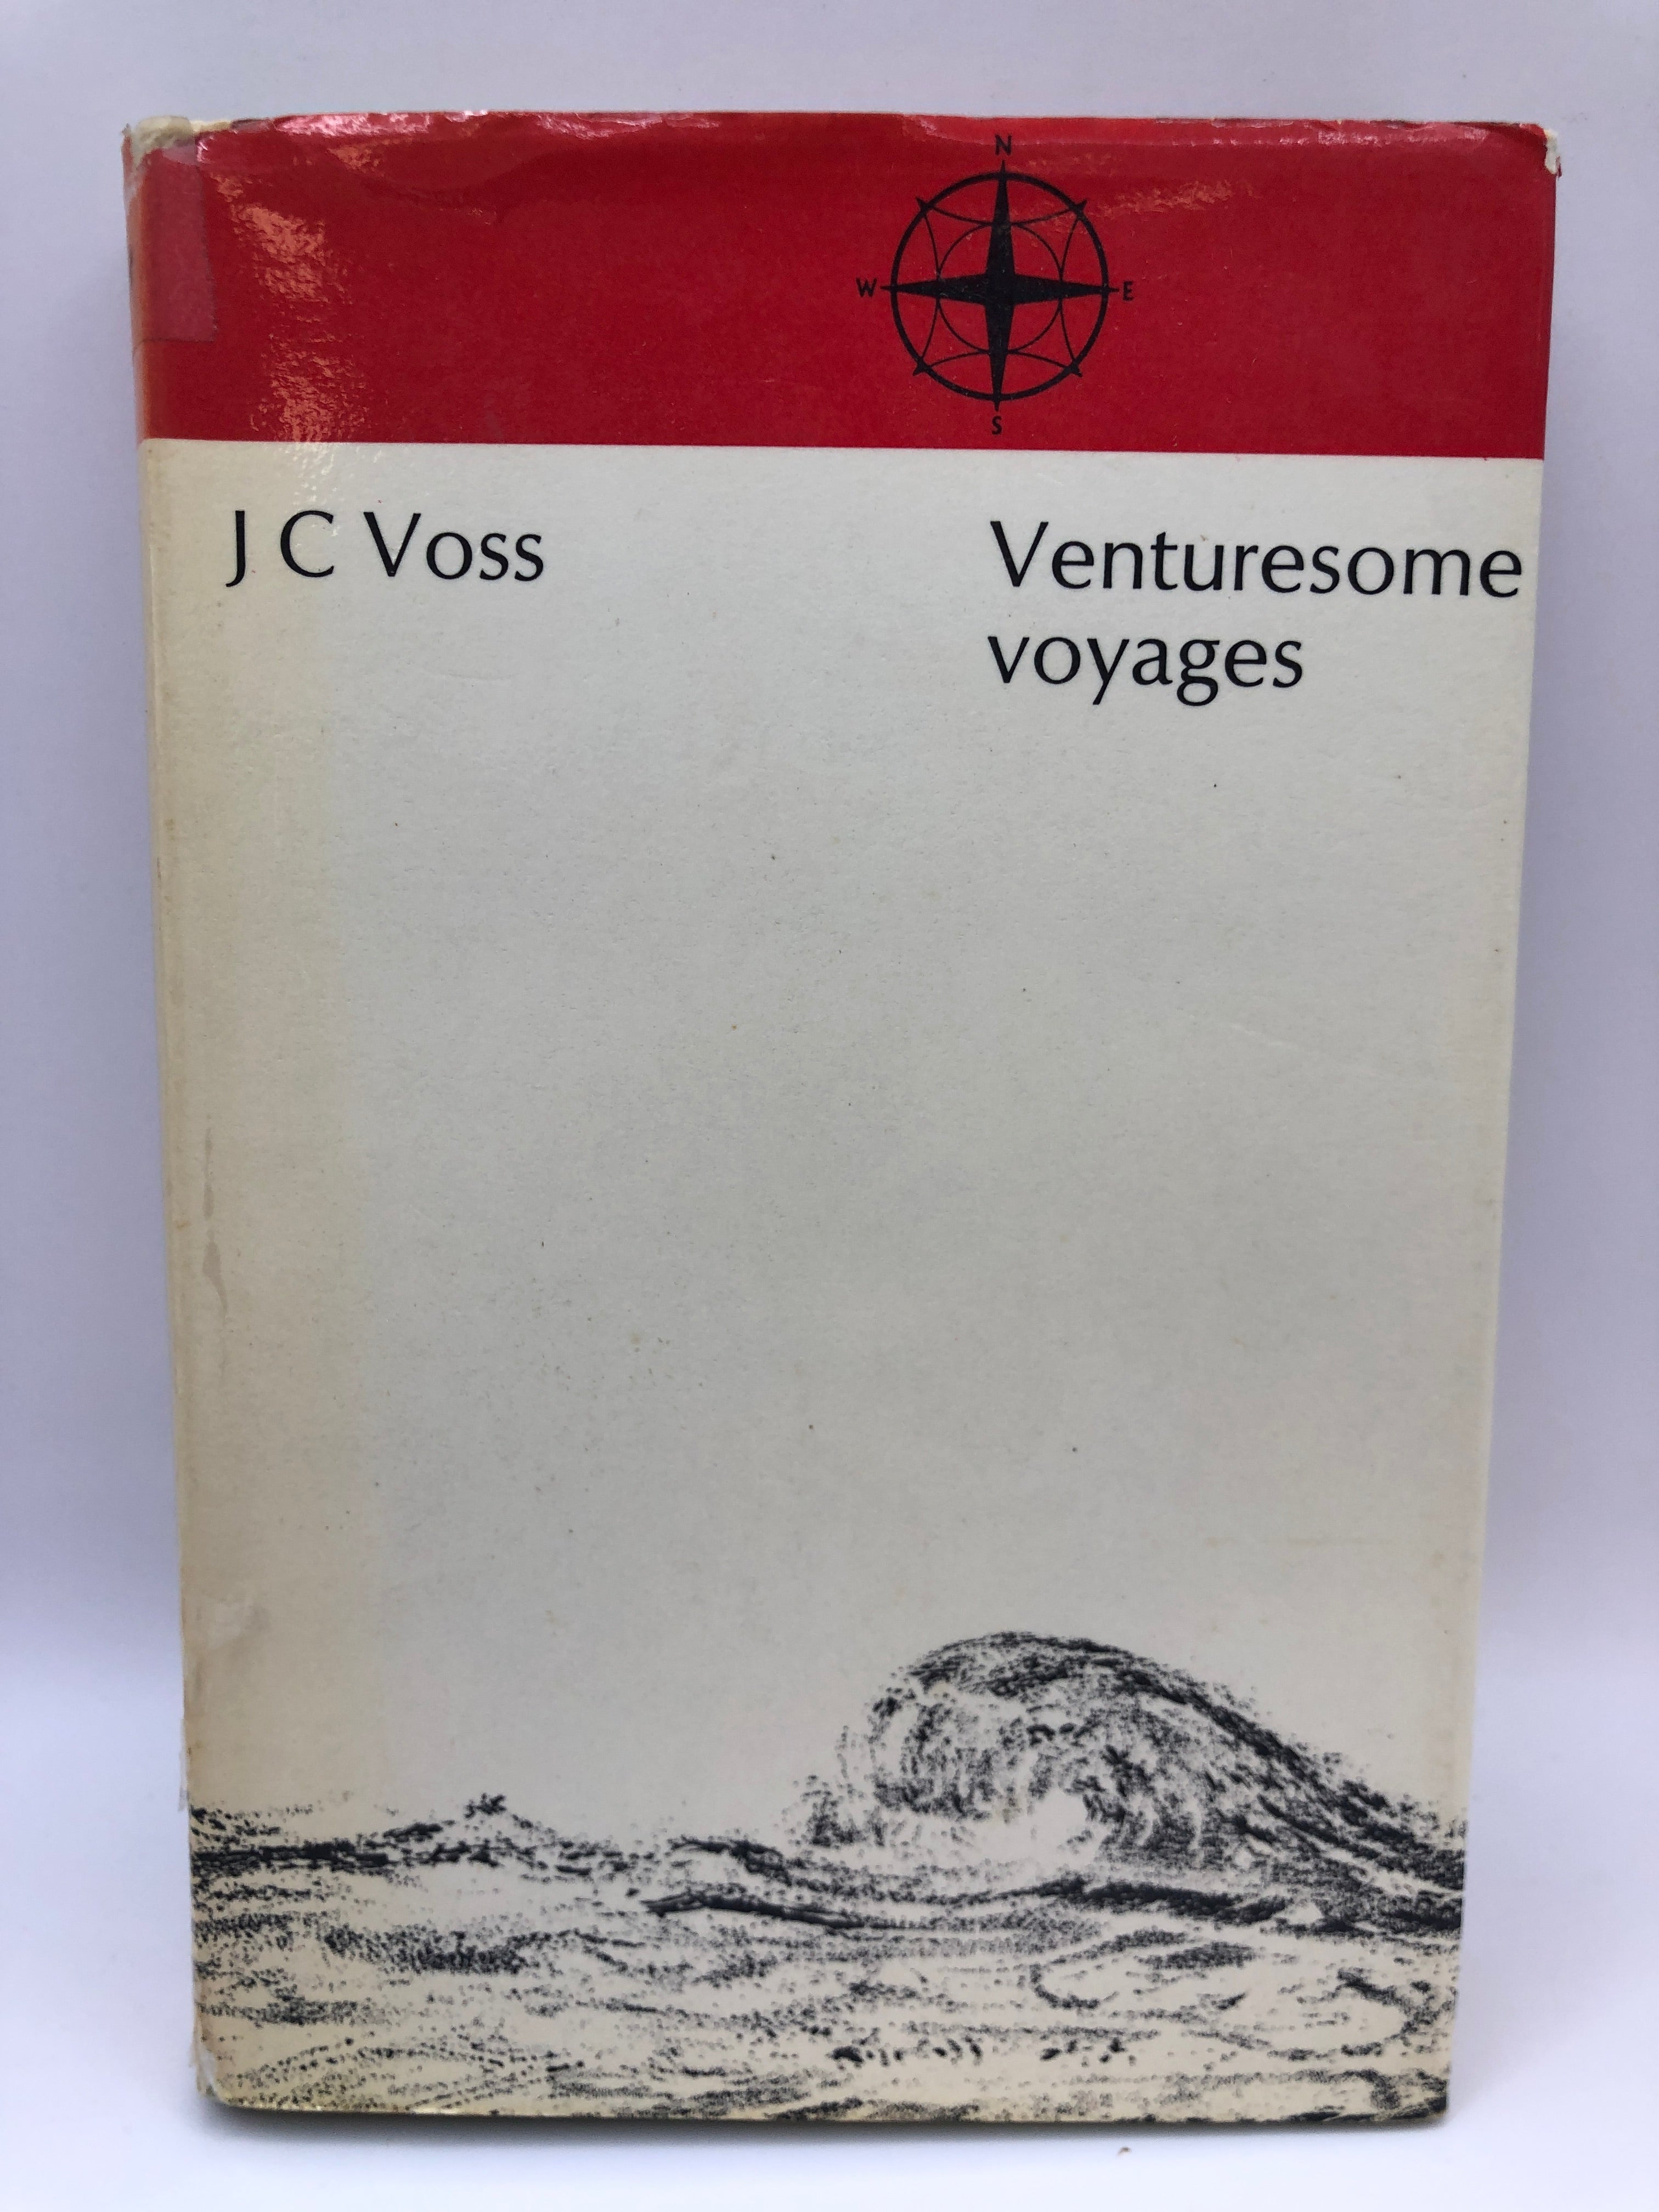 N
W E
S
J C Voss
Venturesome
voyages